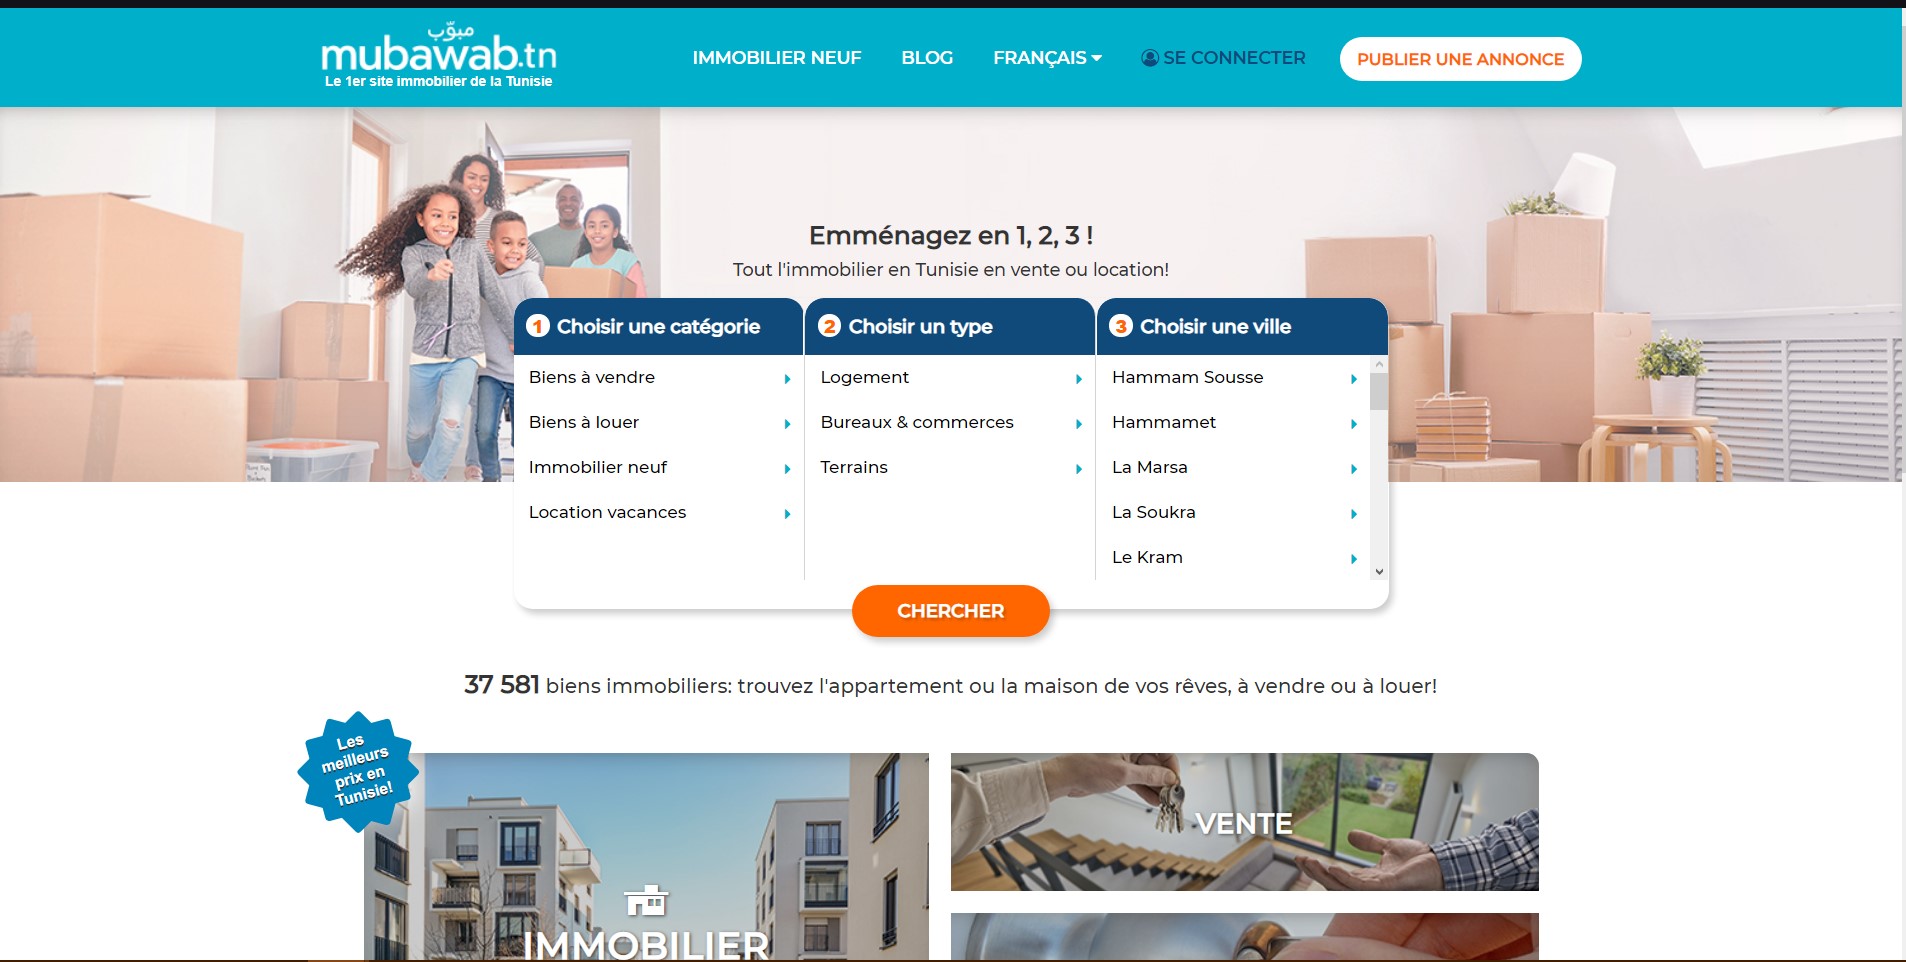 مبوّب
mubawab.tn
Le 1er site immobilier de la Tunisie
IMMOBILIER NEUF
BLOG
FRANÇAIS
SE CONNECTER
PUBLIER UNE ANNONCE
Emménagez en 1, 2, 3 !
Tout l'immobilier en Tunisie en vente ou location!
1 Choisir une catégorie
Biens à vendre
Biens à louer
Immobilier neuf
Location vacances
2 Choisir un type
Logement
Bureaux & commerces
Terrains
3 Choisir une ville
Hammam Sousse
Hammamet
La Marsa
La Soukra
Le Kram
CHERCHER
37 581 biens immobiliers: trouvez l'appartement ou la maison de vos rêves, à vendre ou à louer!
Les
meilleurs
prix en
Tunisie!
IMMOBILIER
VENTE